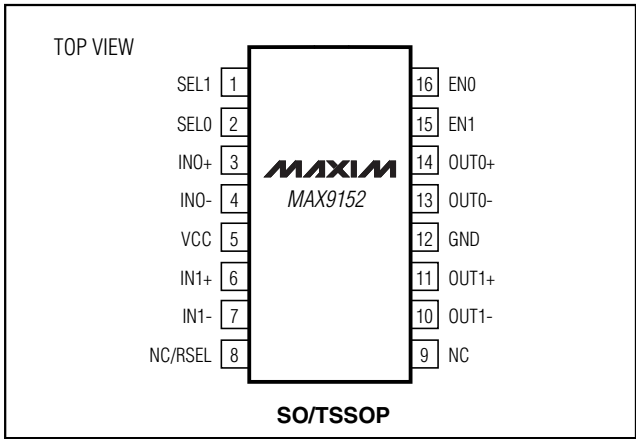 TOP VIEW
SEL1 1
SEL0 2
IN0+ 3
IN0- 4
VCC 5
IN1+ 6
IN1- 7
NC/RSEL 8
MAXIM
MAX9152
16 EN0
15 EN1
14 OUT0+
13 OUT0-
12 GND
11 OUT1+
10 OUT1-
9 NC
SO/TSSOP